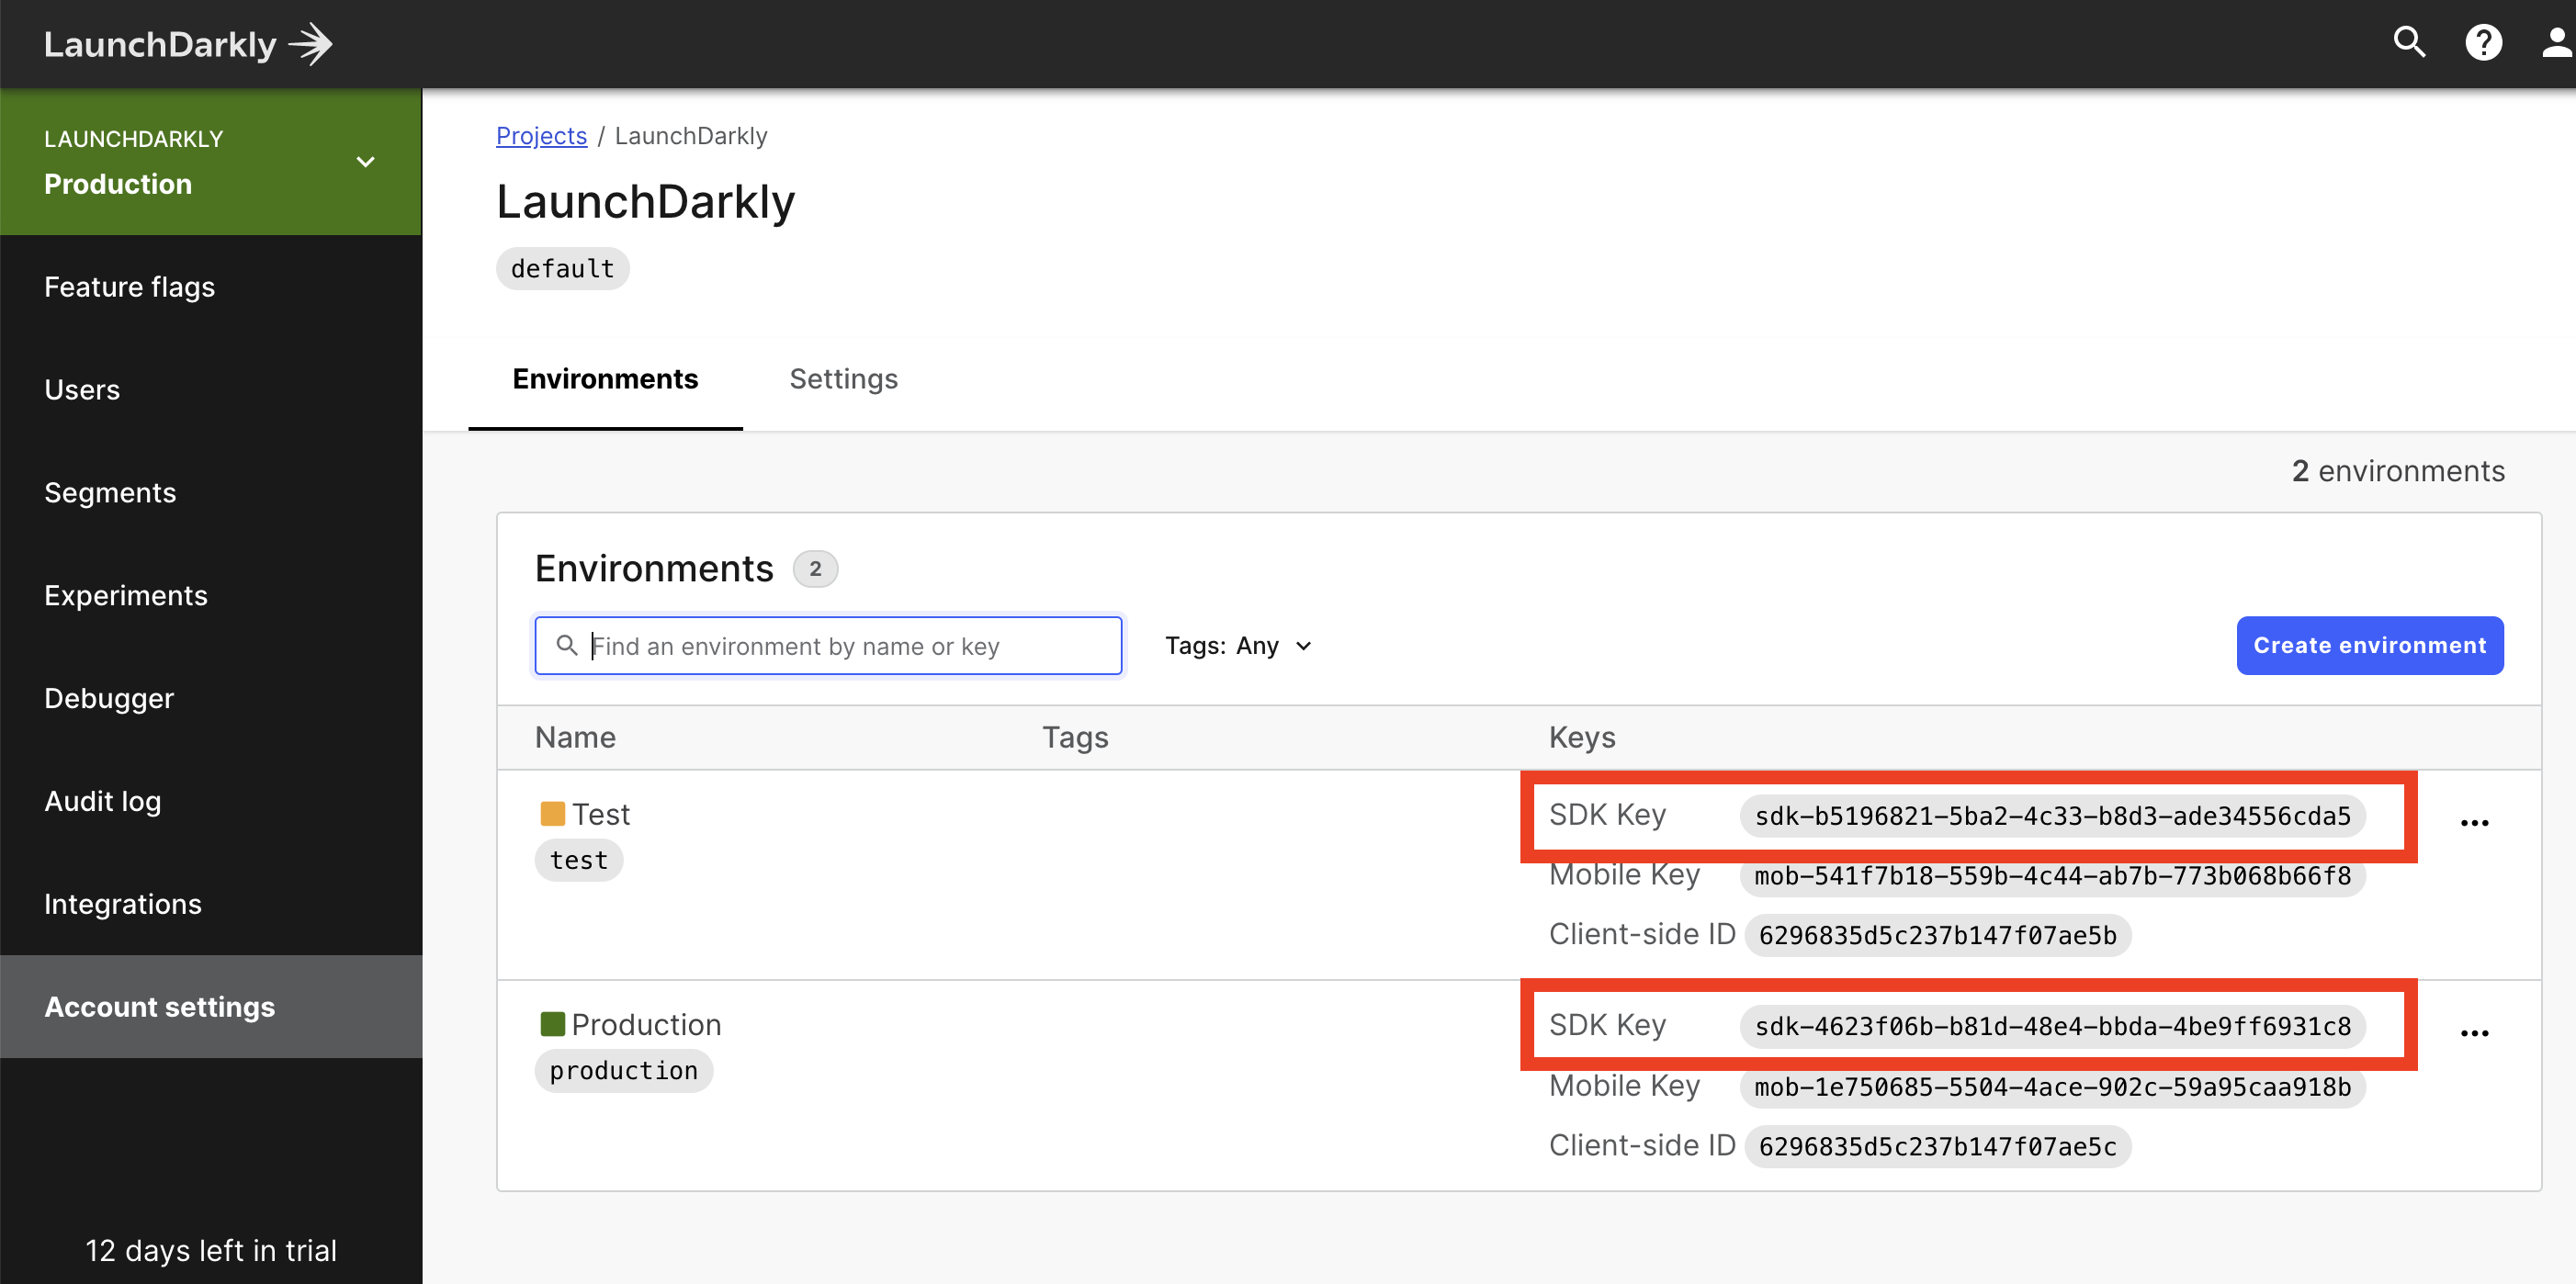 LaunchDarkly
LAUNCHDARKLY
Production
Feature flags
Users
Segments
Experiments
Debugger
Audit log
Integrations
Account settings
12 days left in trial
Projects / LaunchDarkly
LaunchDarkly
default
Environments Settings
2 environments
Environments 2
Find an environment by name or key Tags: Any Create environment
Name Tags Keys
Test SDK Key sdk-b5196821-5ba2-4c33-b8d3-ade34556cda5
test Mobile Key mob-541f7b18-559b-4c44-ab7b-773b068b66f8
Client-side ID 6296835d5c237b147f07ae5b
Production SDK Key sdk-4623f06b-b81d-48e4-bbda-4be9ff6931c8
production Mobile Key mob-1e750685-5504-4ace-902c-59a95caa918b
Client-side ID 6296835d5c237b147f07ae5c